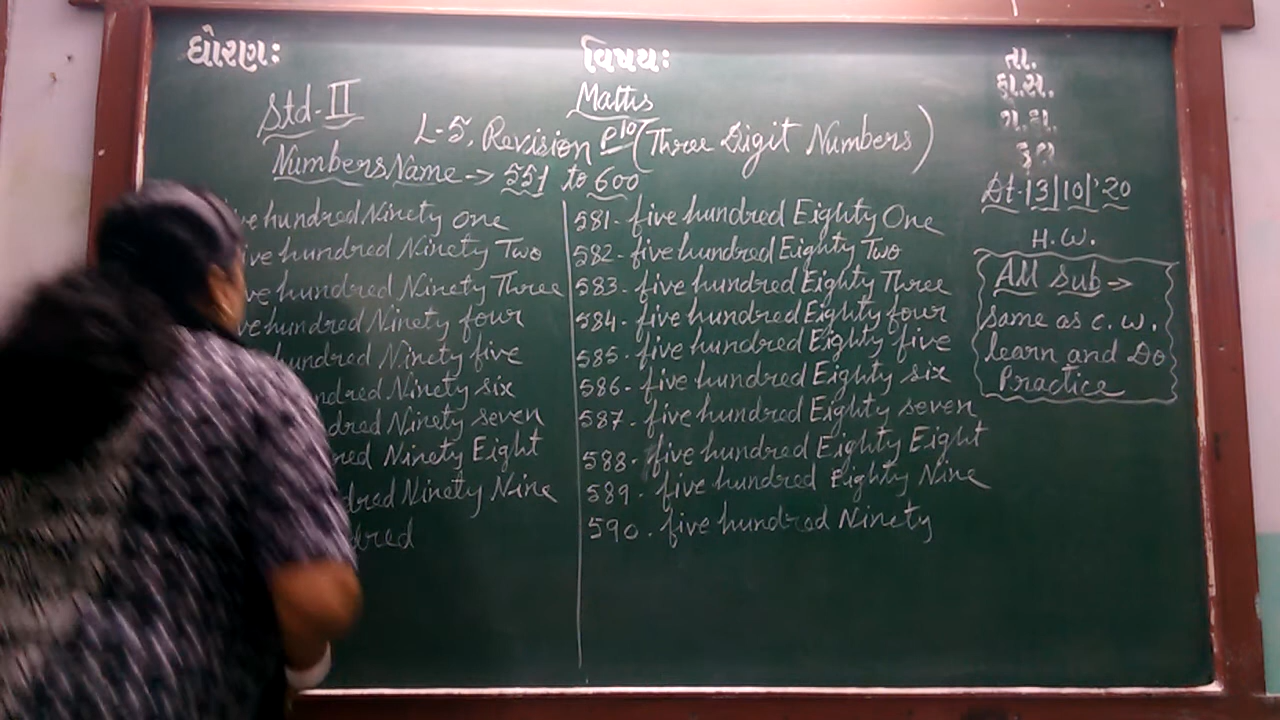 ધોરણ:
વિષય:
તા.
Std-II
Maths
હા.સ.
ગે.હા.
કુલ
L-5, Revision P10 (Three Digit Numbers)
Numbers Name -> 551 to 600
Dt-13|10|'20
ve hundred Ninety one
ve hundred Ninety Two
ve hundred Ninety Three
ve hundred Ninety four
hundred Ninety five
ndred Ninety six
dred Ninety seven
red Ninety Eight
dred Ninety Nine
dred
581- five hundred Eighty One
582- five hundred Eighty Two
583- five hundred Eighty Three
584- five hundred Eighty four
585- five hundred Eighty five
586- five hundred Eighty six
587- five hundred Eighty seven
588- five hundred Eighty Eight
589- five hundred Eighty Nine
590- five hundred Ninety
H.W.
All Sub ->
same as c.w.
learn and Do
Practice